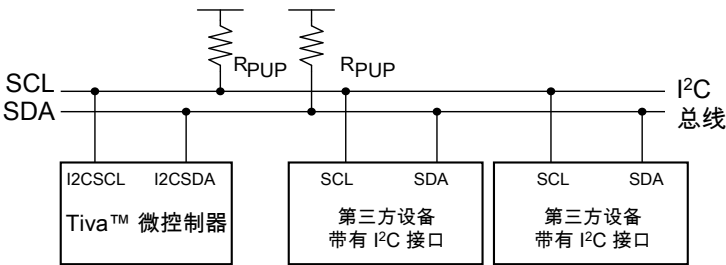 RPUP RPUP
SCL I²C
SDA 总线
I2CSCL I2CSDA SCL SDA SCL SDA
Tiva™ 微控制器 第三方设备 第三方设备
带有 I²C 接口 带有 I²C 接口